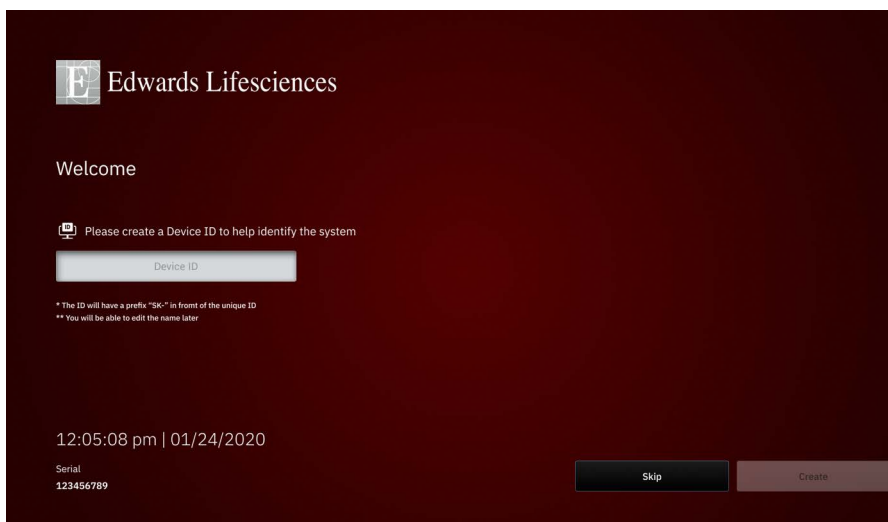 E Edwards Lifesciences
Welcome
ID Please create a Device ID to help identify the system
Device ID
* The ID will have a prefix "SK-" in fromt of the unique ID
** You will be able to edit the name later
12:05:08 pm | 01/24/2020
Serial
123456789
Skip
Create